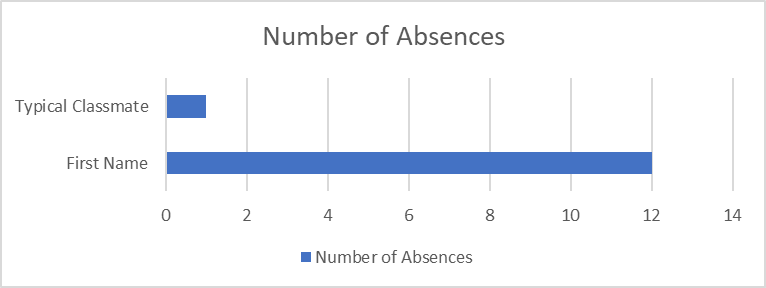 Number of Absences
Typical Classmate
First Name
0 2 4 6 8 10 12 14
Number of Absences